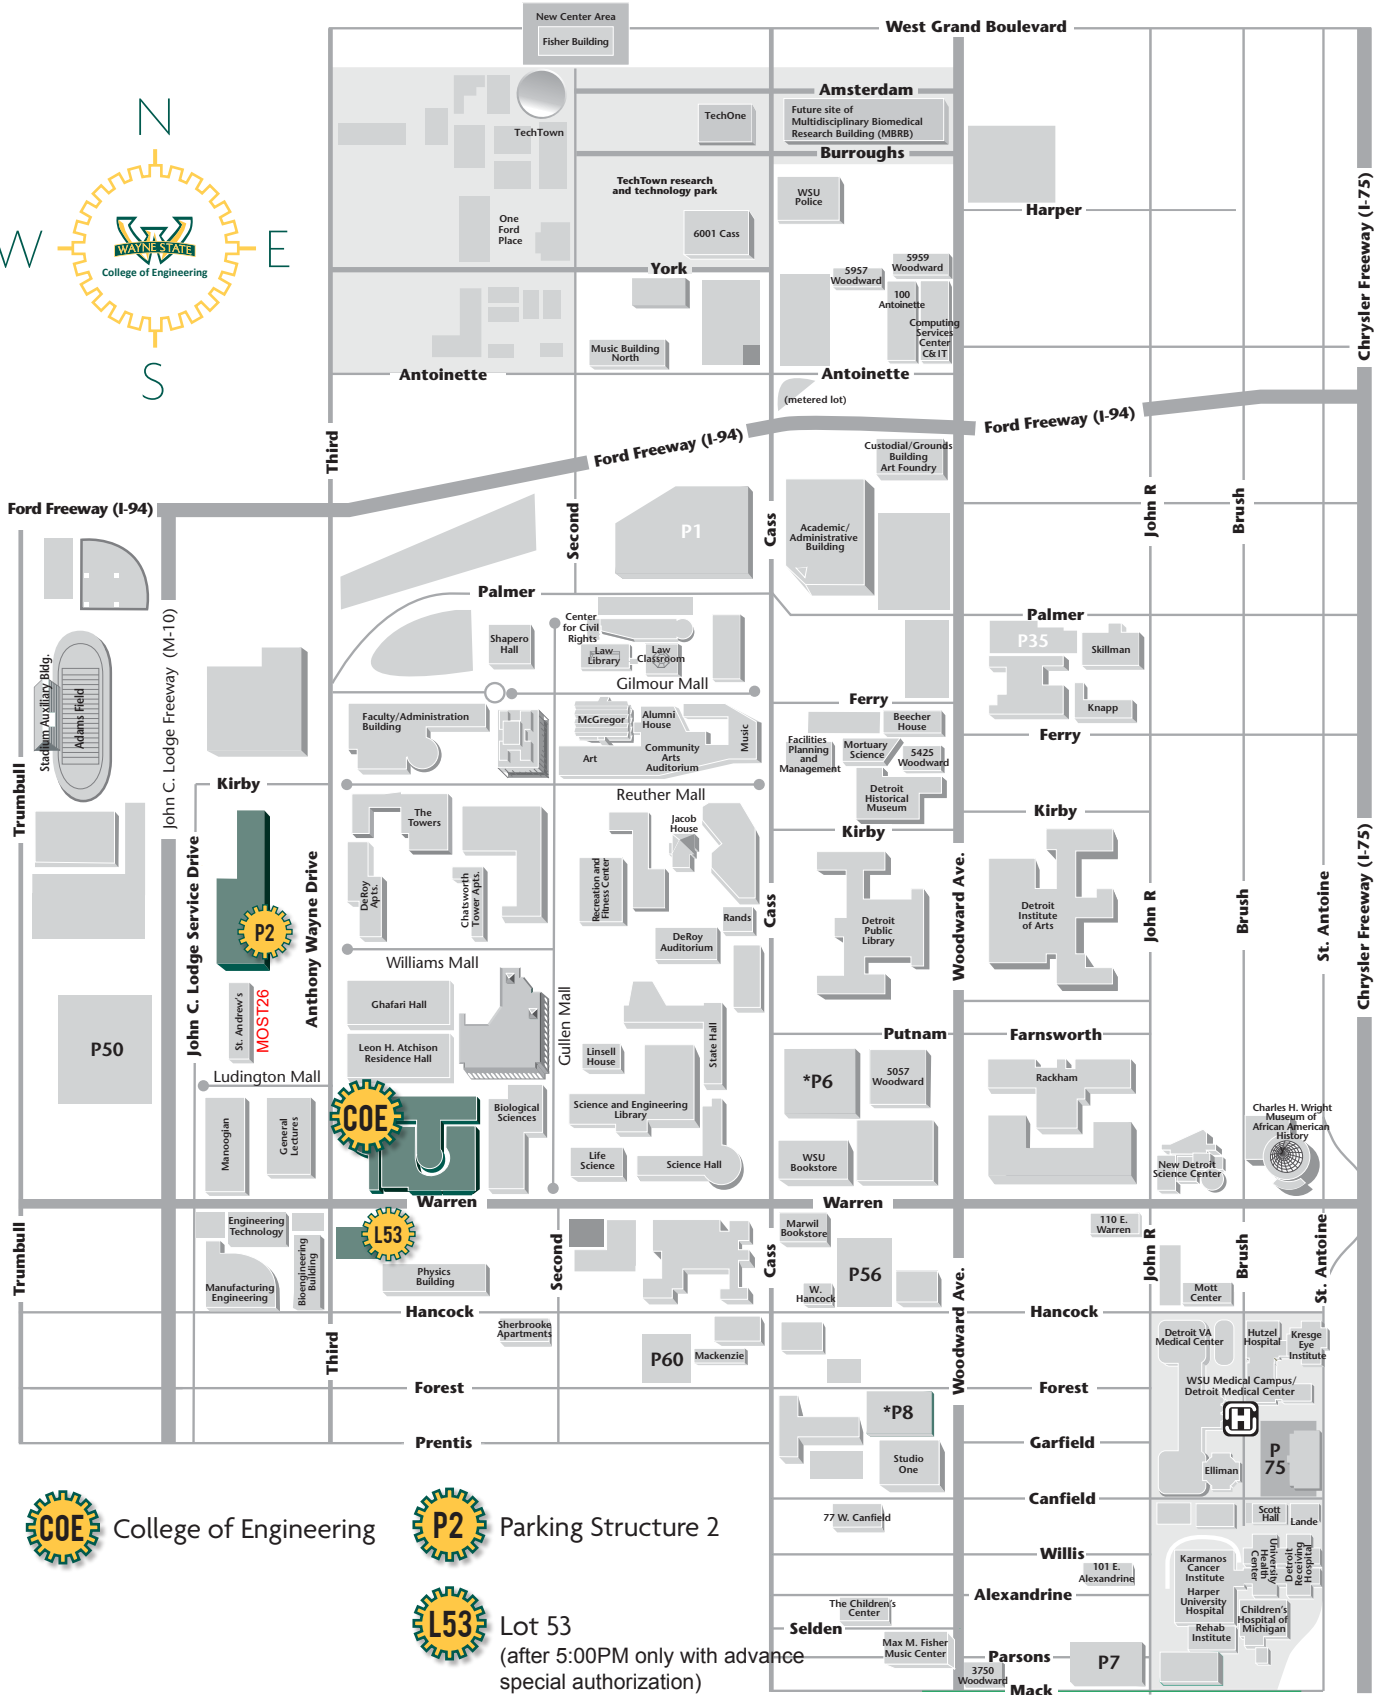 New Center Area
Fisher Building
West Grand Boulevard
N
W
E
S
WAYNE STATE
College of Engineering
Amsterdam
TechTown
TechOne
Future site of
Multidisciplinary Biomedical
Research Building (MBRB)
Burroughs
TechTown research
and technology park
WSU
Police
Harper
One
Ford
Place
6001 Cass
York
5957
Woodward
5959
Woodward
100
Antoinette
Computing
Services
Center
C&IT
Music Building
North
Antoinette
Antoinette
(metered lot)
Chrysler Freeway (I-75)
Ford Freeway (I-94)
Ford Freeway (I-94)
Ford Freeway (I-94)
Third
Second
Cass
John R
Brush
Custodial/Grounds
Building
Art Foundry
P1
Academic/
Administrative
Building
Palmer
Palmer
John C. Lodge Freeway (M-10)
Stadium Auxiliary Bldg.
Adams Field
Trumbull
Shapero
Hall
Center
for Civil
Rights
Law
Library
Law
Classroom
Gilmour Mall
P35
Skillman
Knapp
Ferry
Ferry
Faculty/Administration
Building
McGregor
Alumni
House
Art
Community
Arts
Auditorium
Music
Beecher
House
Facilities
Planning
and
Management
Mortuary
Science
5425
Woodward
Detroit
Historical
Museum
Kirby
Reuther Mall
Kirby
Kirby
The
Towers
Jacob
House
DeRoy
Apts.
Chatsworth
Tower Apts.
Recreation and
Fitness Center
Rands
DeRoy
Auditorium
Cass
Detroit
Public
Library
Woodward Ave.
Detroit
Institute
of Arts
John R
Brush
St. Antoine
Chrysler Freeway (I-75)
John C. Lodge Service Drive
Anthony Wayne Drive
P2
Williams Mall
Ghafari Hall
Leon H. Atchison
Residence Hall
Gullen Mall
St. Andrew's
MOST26
P50
Ludington Mall
Linsell
House
State Hall
Putnam
Farnsworth
*P6
5057
Woodward
Rackham
COE
Biological
Sciences
Science and Engineering
Library
Manoogian
General
Lectures
Life
Science
Science Hall
WSU
Bookstore
Charles H. Wright
Museum of
African American
History
New Detroit
Science Center
Warren
Warren
Trumbull
Engineering
Technology
Bioengineering
Building
Manufacturing
Engineering
L53
Physics
Building
Second
Cass
Marwil
Bookstore
P56
W.
Hancock
110 E.
Warren
John R
Brush
St. Antoine
Mott
Center
Hancock
Hancock
Third
Sherbrooke
Apartments
P60
Mackenzie
Woodward Ave.
Detroit VA
Medical Center
Hutzel
Hospital
Kresge
Eye
Institute
WSU Medical Campus/
Detroit Medical Center
H
Forest
Forest
*P8
Prentis
Garfield
Studio
One
Elliman
P
75
Canfield
77 W. Canfield
Scott
Hall
Lande
COE College of Engineering
P2 Parking Structure 2
L53 Lot 53
(after 5:00PM only with advance
special authorization)
Willis
101 E.
Alexandrine
Alexandrine
Karmanos
Cancer
Institute
Harper
University
Hospital
Rehab
Institute
University
Health
Center
Detroit
Receiving
Hospital
Children's
Hospital of
Michigan
The Children's
Center
Selden
Max M. Fisher
Music Center
Parsons
3750
Woodward
P7
Mack